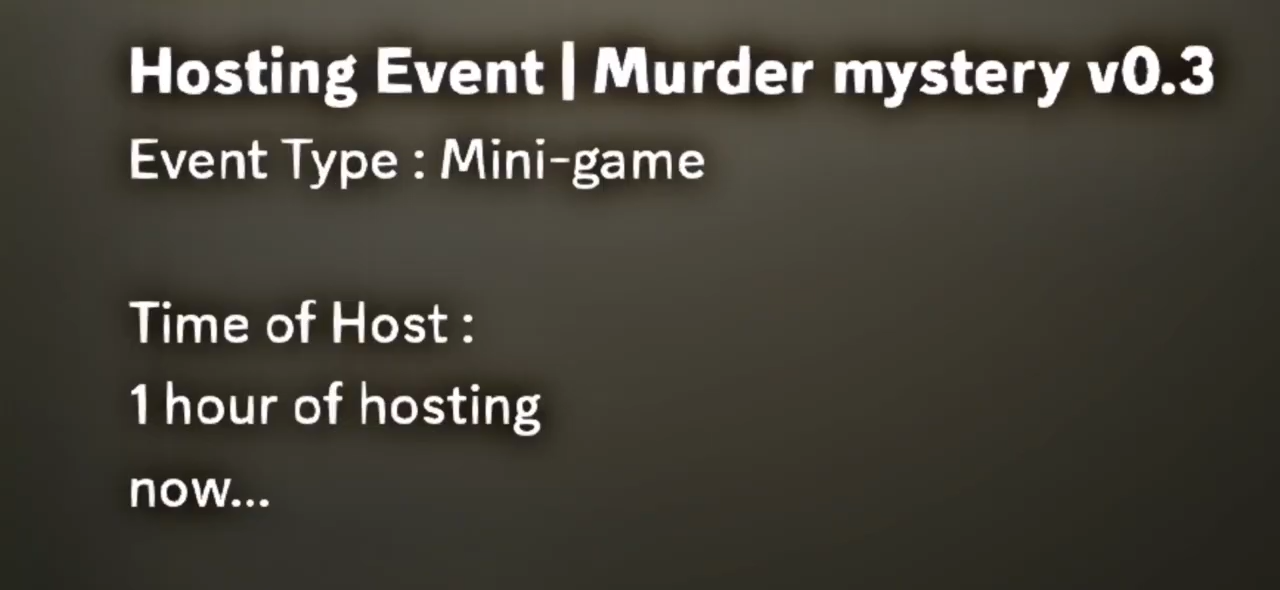 Hosting Event | Murder mystery v0.3
Event Type : Mini-game
Time of Host :
1 hour of hosting
now...